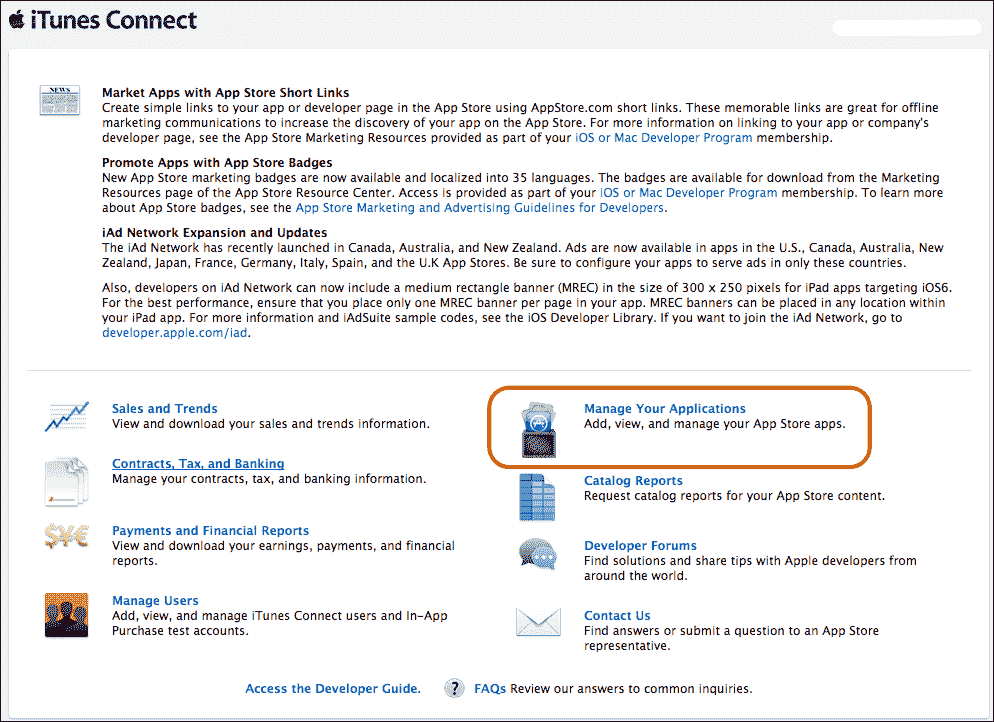 iTunes Connect
NEWS
Market Apps with App Store Short Links
Create simple links to your app or developer page in the App Store using AppStore.com short links. These memorable links are great for offline
marketing communications to increase the discovery of your app on the App Store. For more information on linking to your app or company's
developer page, see the App Store Marketing Resources provided as part of your iOS or Mac Developer Program membership.
Promote Apps with App Store Badges
New App Store marketing badges are now available and localized into 35 languages. The badges are available for download from the Marketing
Resources page of the App Store Resource Center. Access is provided as part of your iOS or Mac Developer Program membership. To learn more
about App Store badges, see the App Store Marketing and Advertising Guidelines for Developers.
iAd Network Expansion and Updates
The iAd Network has recently launched in Canada, Australia, and New Zealand. Ads are now available in apps in the U.S., Canada, Australia, New
Zealand, Japan, France, Germany, Italy, Spain, and the U.K App Stores. Be sure to configure your apps to serve ads in only these countries.
Also, developers on iAd Network can now include a medium rectangle banner (MREC) in the size of 300 x 250 pixels for iPad apps targeting iOS6.
For the best performance, ensure that you place only one MREC banner per page in your app. MREC banners can be placed in any location within
your iPad app. For more information and iAdSuite sample codes, see the iOS Developer Library. If you want to join the iAd Network, go to
developer.apple.com/iad.
Sales and Trends
View and download your sales and trends information.
Contracts, Tax, and Banking
Manage your contracts, tax, and banking information.
$¥€
Payments and Financial Reports
View and download your earnings, payments, and financial
reports.
Manage Users
Add, view, and manage iTunes Connect users and In-App
Purchase test accounts.
Manage Your Applications
Add, view, and manage your App Store apps.
Catalog Reports
Request catalog reports for your App Store content.
Developer Forums
Find solutions and share tips with Apple developers from
around the world.
Contact Us
Find answers or submit a question to an App Store
representative.
Access the Developer Guide. ? FAQs Review our answers to common inquiries.